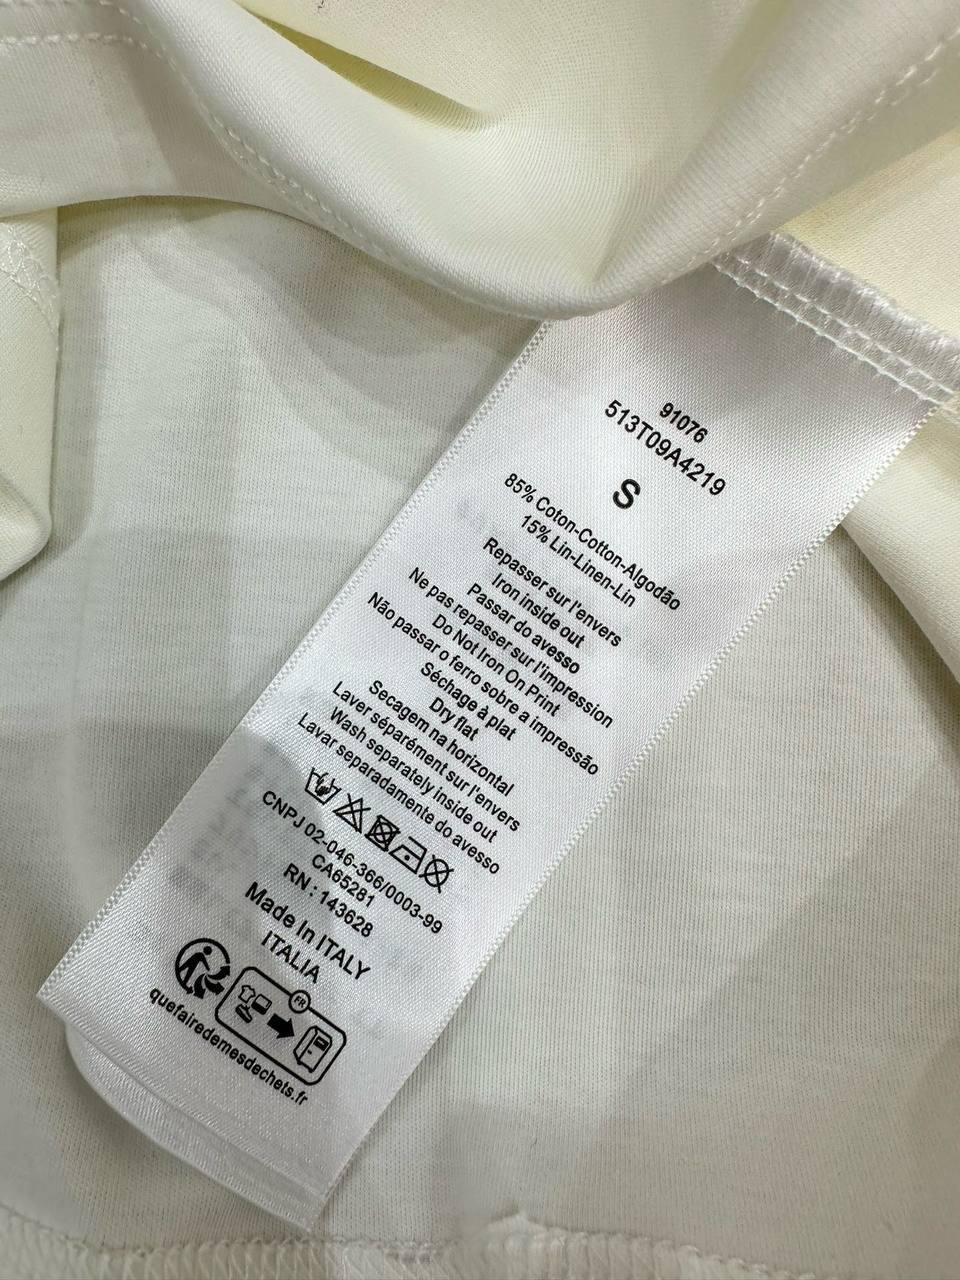 91076
513T09A4219
S
85% Coton-Cotton-Algodão
15% Lin-Linen-Lin
Repasser sur l'envers
Iron inside out
Passar do avesso
Ne pas repasser sur l'impression
Do Not Iron On Print
Não passar o ferro sobre a impressão
Séchage à plat
Dry flat
Secagem na horizontal
Laver séparément sur l'envers
Wash separately inside out
Lavar separadamente do avesso
CNPJ 02-046-366/0003-99
CA65281
RN : 143628
Made In ITALY
ITALIA
FR
quefairedemesdechets.fr